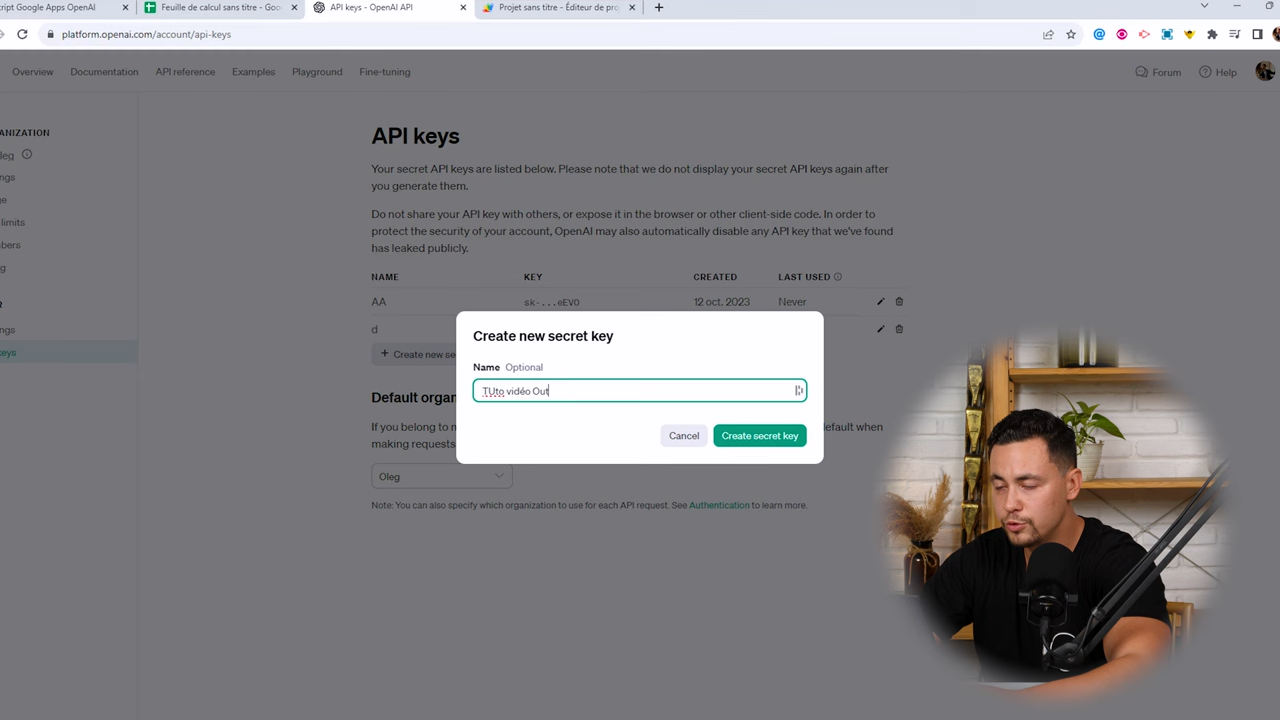 cript Google Apps OpenAI
Feuille de calcul sans titre - Goo
API keys - OpenAI API
Projet sans titre - Éditeur de pro
platform.openai.com/account/api-keys
Overview Documentation API reference Examples Playground Fine-tuning Forum Help
ANIZATION
leg
ngs
ge
limits
bers
g
R
ngs
keys
API keys
Your secret API keys are listed below. Please note that we do not display your secret API keys again after
you generate them.
Do not share your API key with others, or expose it in the browser or other client-side code. In order to
protect the security of your account, OpenAI may also automatically disable any API key that we've found
has leaked publicly.
NAME KEY CREATED LAST USED
AA sk-...eEVO 12 oct. 2023 Never
d
+ Create new se
Create new secret key
Name Optional
TUto vidéo Out
Cancel Create secret key
Default organ
If you belong to m default when
making requests
Oleg
Note: You can also specify which organization to use for each API request. See Authentication to learn more.